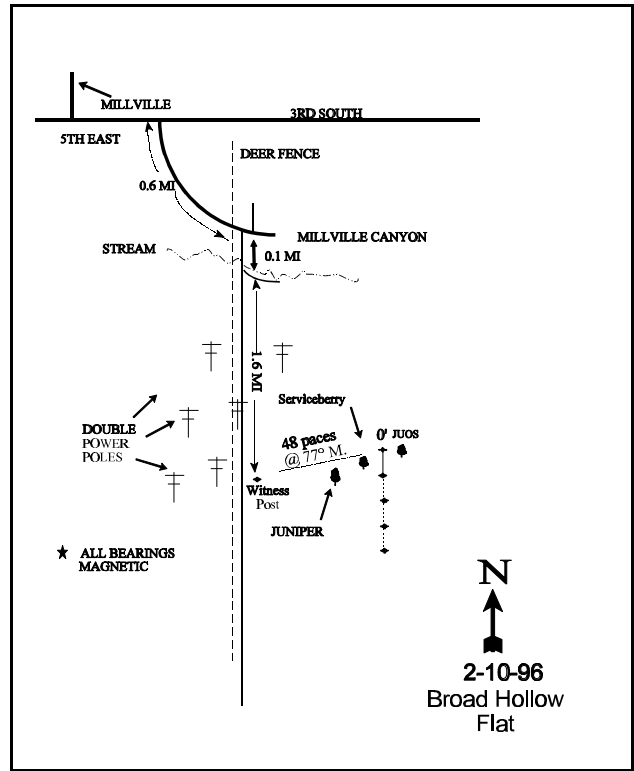 MILLVILLE
3RD SOUTH
5TH EAST
DEER FENCE
0.6 MI
MILLVILLE CANYON
STREAM
0.1 MI
1.6 MI
Serviceberry
DOUBLE
POWER
POLES
48 paces
@ 77° M.
0' JUOS
Witness
Post
JUNIPER
ALL BEARINGS
MAGNETIC
N
2-10-96
Broad Hollow
Flat